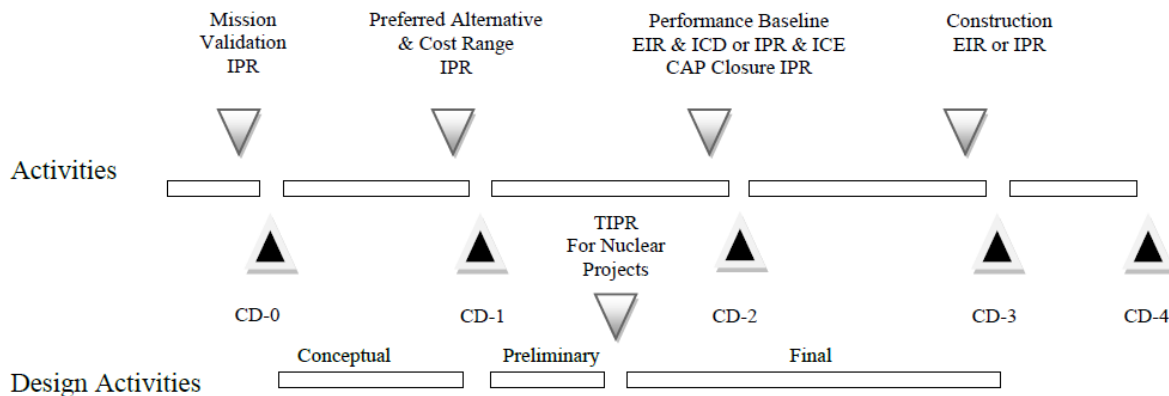 Mission
Validation
IPR
Preferred Alternative
& Cost Range
IPR
Performance Baseline
EIR & ICD or IPR & ICE
CAP Closure IPR
Construction
EIR or IPR
Activities
TIPR
For Nuclear
Projects
CD-0
CD-1
CD-2
CD-3
CD-4
Conceptual
Preliminary
Final
Design Activities